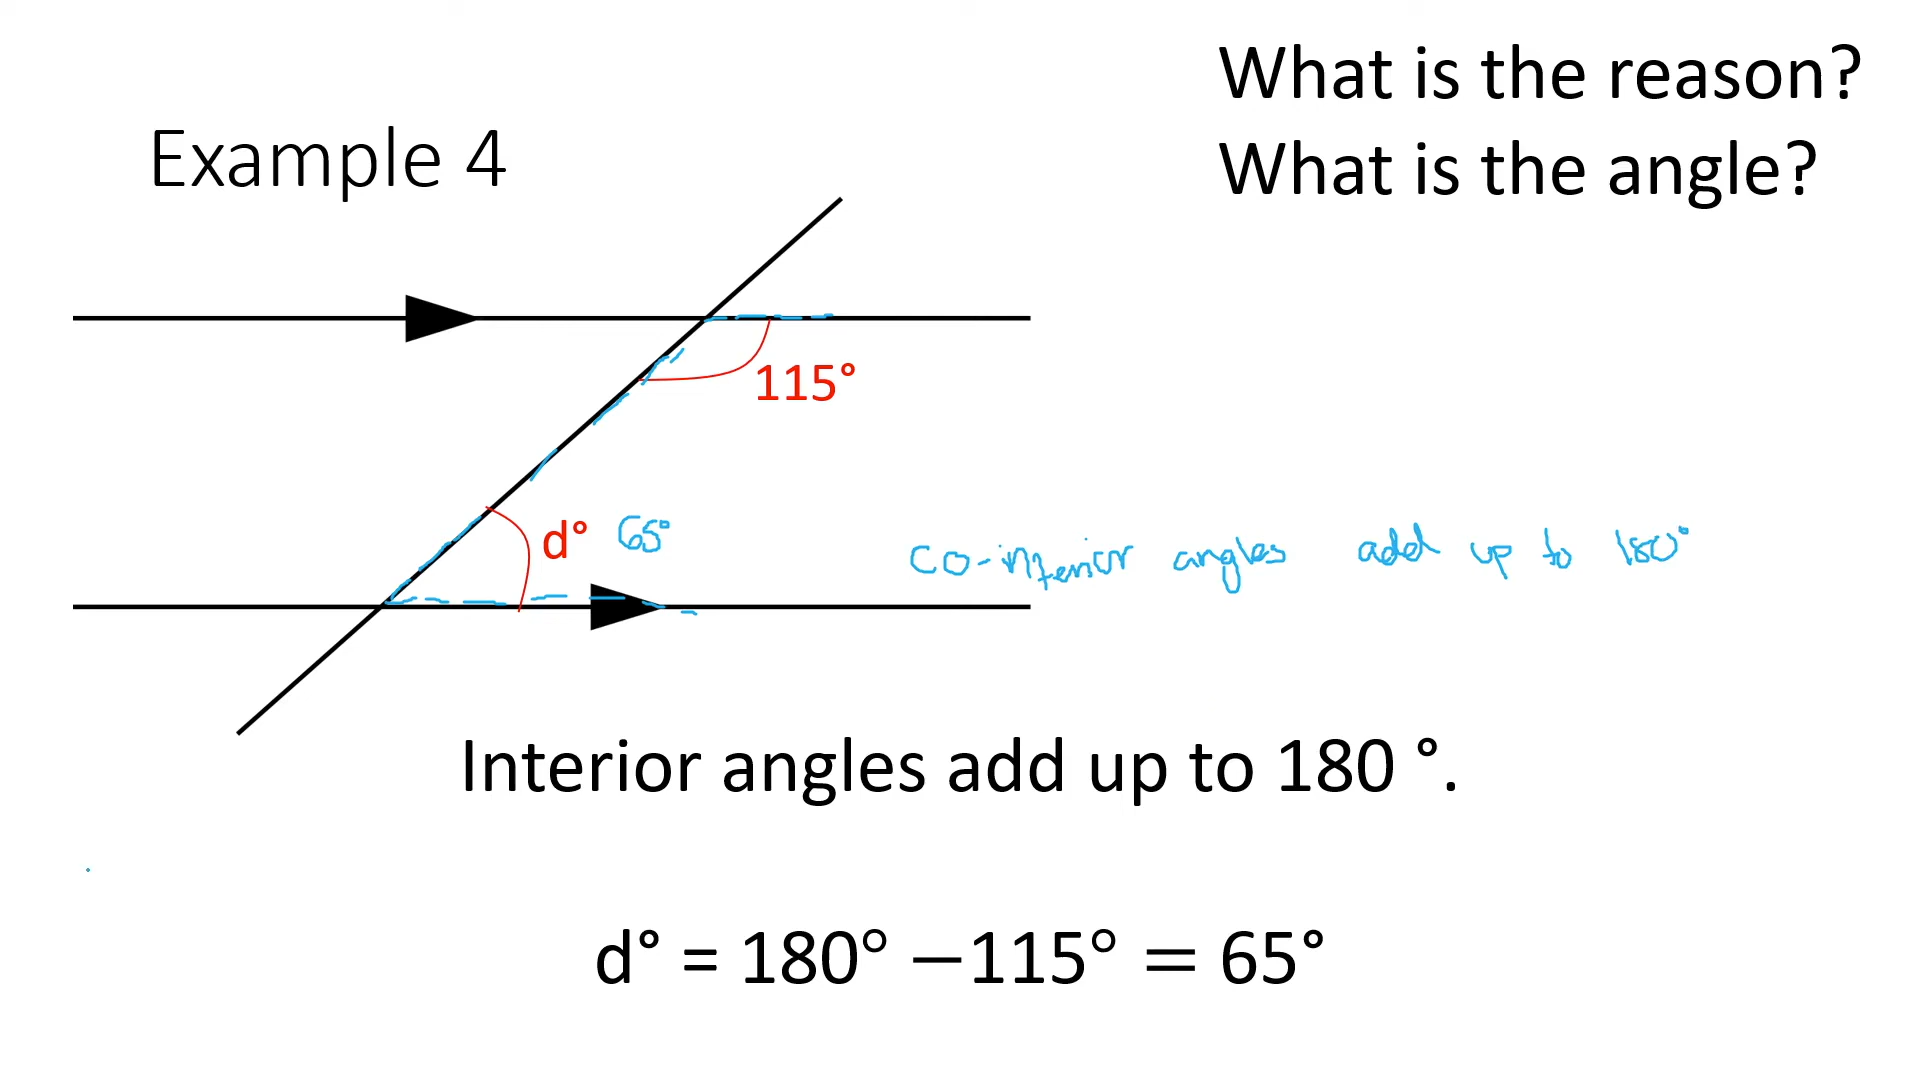 What is the reason?
Example 4
What is the angle?
115°
d° 65°
co-interior angles add up to 180°
Interior angles add up to 180 °.
d° = 180° −115° = 65°